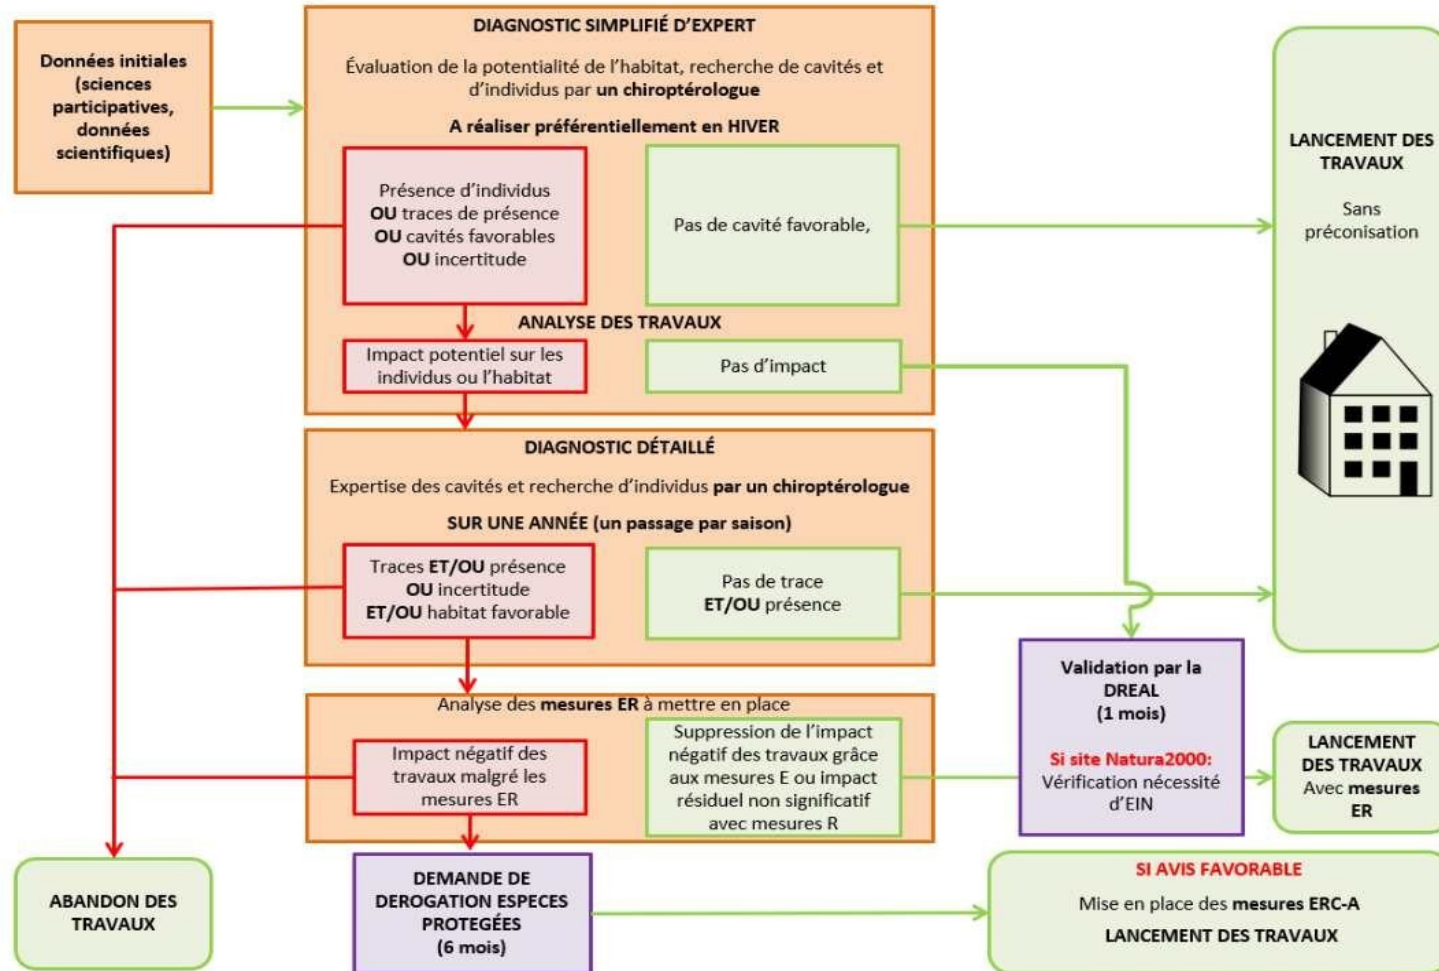 Données initiales
(sciences
participatives,
données
scientifiques)
DIAGNOSTIC SIMPLIFIÉ D’EXPERT
Évaluation de la potentialité de l’habitat, recherche de cavités et
d’individus par un chiroptérologue
A réaliser préférentiellement en HIVER
Présence d’individus
OU traces de présence
OU cavités favorables
OU incertitude
Pas de cavité favorable,
LANCEMENT DES
TRAVAUX
Sans
préconisation
ANALYSE DES TRAVAUX
Impact potentiel sur les
individus ou l’habitat
Pas d’impact
DIAGNOSTIC DÉTAILLÉ
Expertise des cavités et recherche d’individus par un chiroptérologue
SUR UNE ANNÉE (un passage par saison)
Traces ET/OU présence
OU incertitude
ET/OU habitat favorable
Pas de trace
ET/OU présence
Validation par la
DREAL
(1 mois)
Si site Natura2000:
Vérification nécessité
d’EIN
Analyse des mesures ER à mettre en place
Impact négatif des
travaux malgré les
mesures ER
Suppression de l’impact
négatif des travaux grâce
aux mesures E ou impact
résiduel non significatif
avec mesures R
LANCEMENT
DES TRAVAUX
Avec mesures
ER
ABANDON DES
TRAVAUX
DEMANDE DE
DEROGATION ESPECES
PROTEGÉES
(6 mois)
SI AVIS FAVORABLE
Mise en place des mesures ERC-A
LANCEMENT DES TRAVAUX